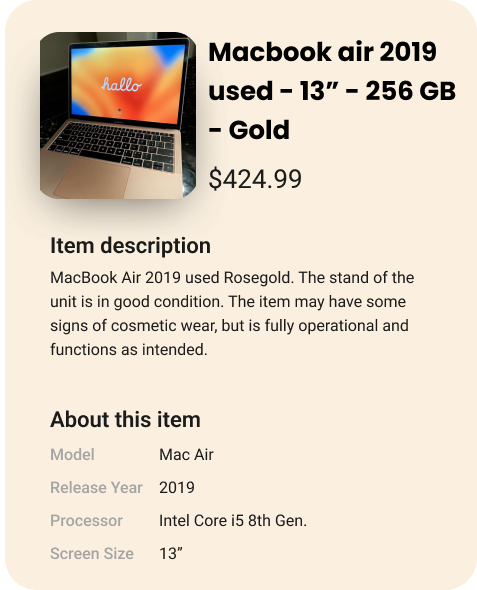 hallo
Macbook air 2019
used - 13” - 256 GB
- Gold
$424.99
Item description
MacBook Air 2019 used Rosegold. The stand of the
unit is in good condition. The item may have some
signs of cosmetic wear, but is fully operational and
functions as intended.
About this item
Model Mac Air
Release Year 2019
Processor Intel Core i5 8th Gen.
Screen Size 13”